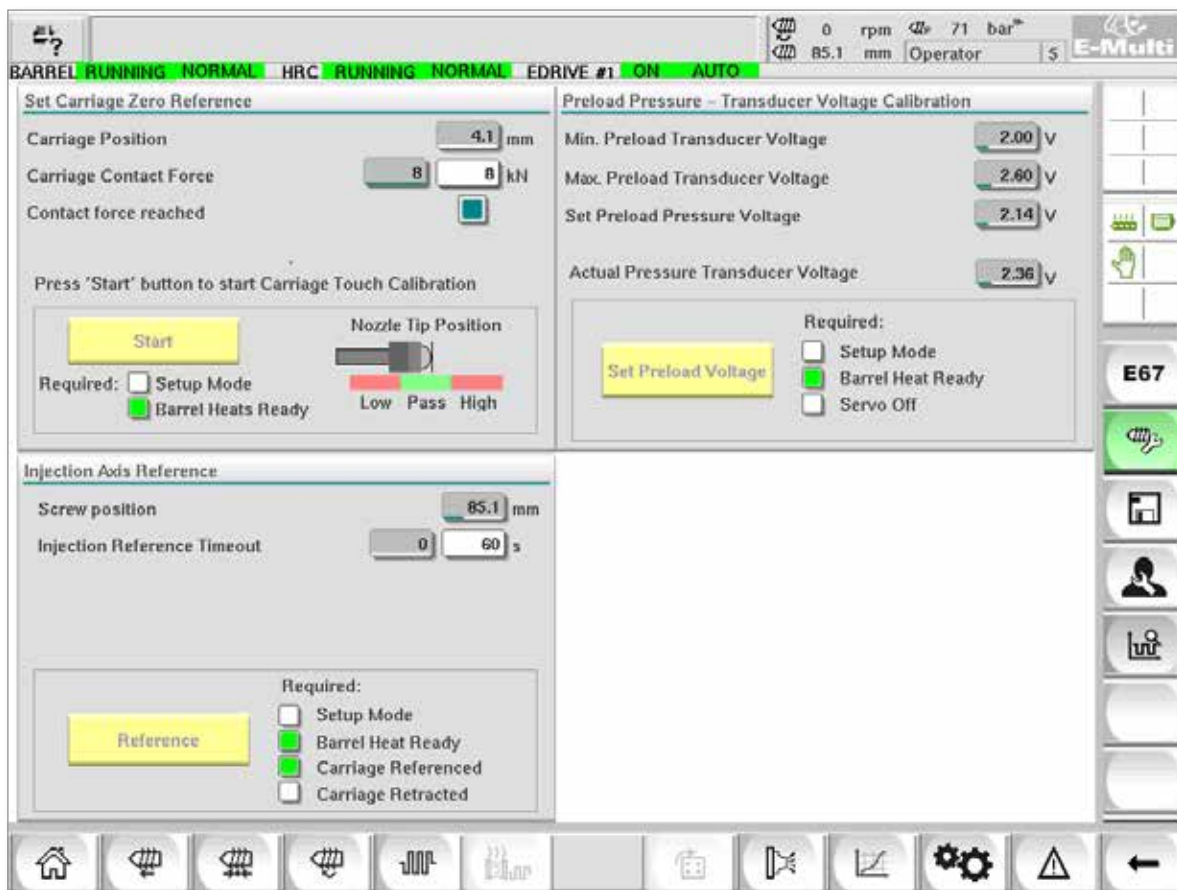 ?
0 rpm 71 bar
85.1 mm Operator 5
E-Multi
BARREL RUNNING NORMAL HRC RUNNING NORMAL EDRIVE #1 ON AUTO
Set Carriage Zero Reference
Carriage Position 4.1 mm
Carriage Contact Force 8 8 kN
Contact force reached
Press 'Start' button to start Carriage Touch Calibration
Start
Required: Setup Mode
Barrel Heats Ready
Nozzle Tip Position
Low Pass High
Preload Pressure - Transducer Voltage Calibration
Min. Preload Transducer Voltage 2.00 V
Max. Preload Transducer Voltage 2.60 V
Set Preload Pressure Voltage 2.14 V
Actual Pressure Transducer Voltage 2.36 V
Set Preload Voltage
Required:
Setup Mode
Barrel Heat Ready
Servo Off
Injection Axis Reference
Screw position 85.1 mm
Injection Reference Timeout 0 60 s
Reference
Required:
Setup Mode
Barrel Heat Ready
Carriage Referenced
Carriage Retracted
E67